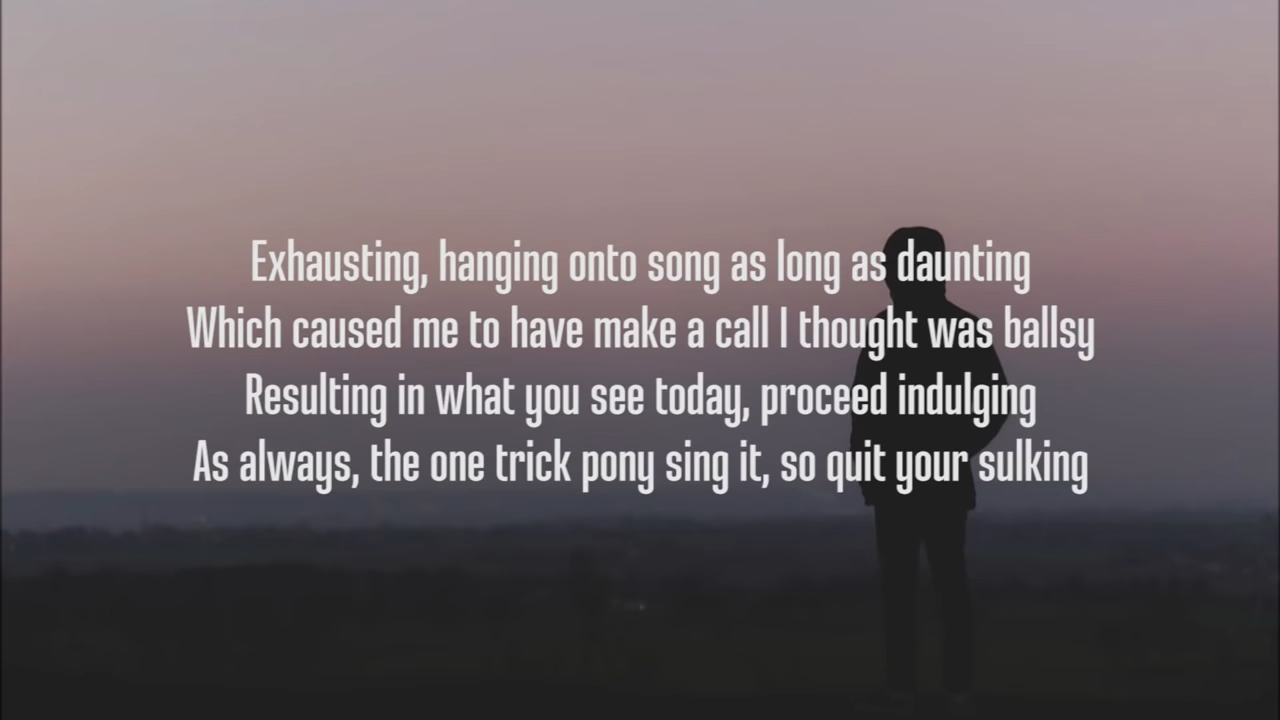 Exhausting, hanging onto song as long as daunting
Which caused me to have make a call I thought was ballsy
Resulting in what you see today, proceed indulging
As always, the one trick pony sing it, so quit your sulking